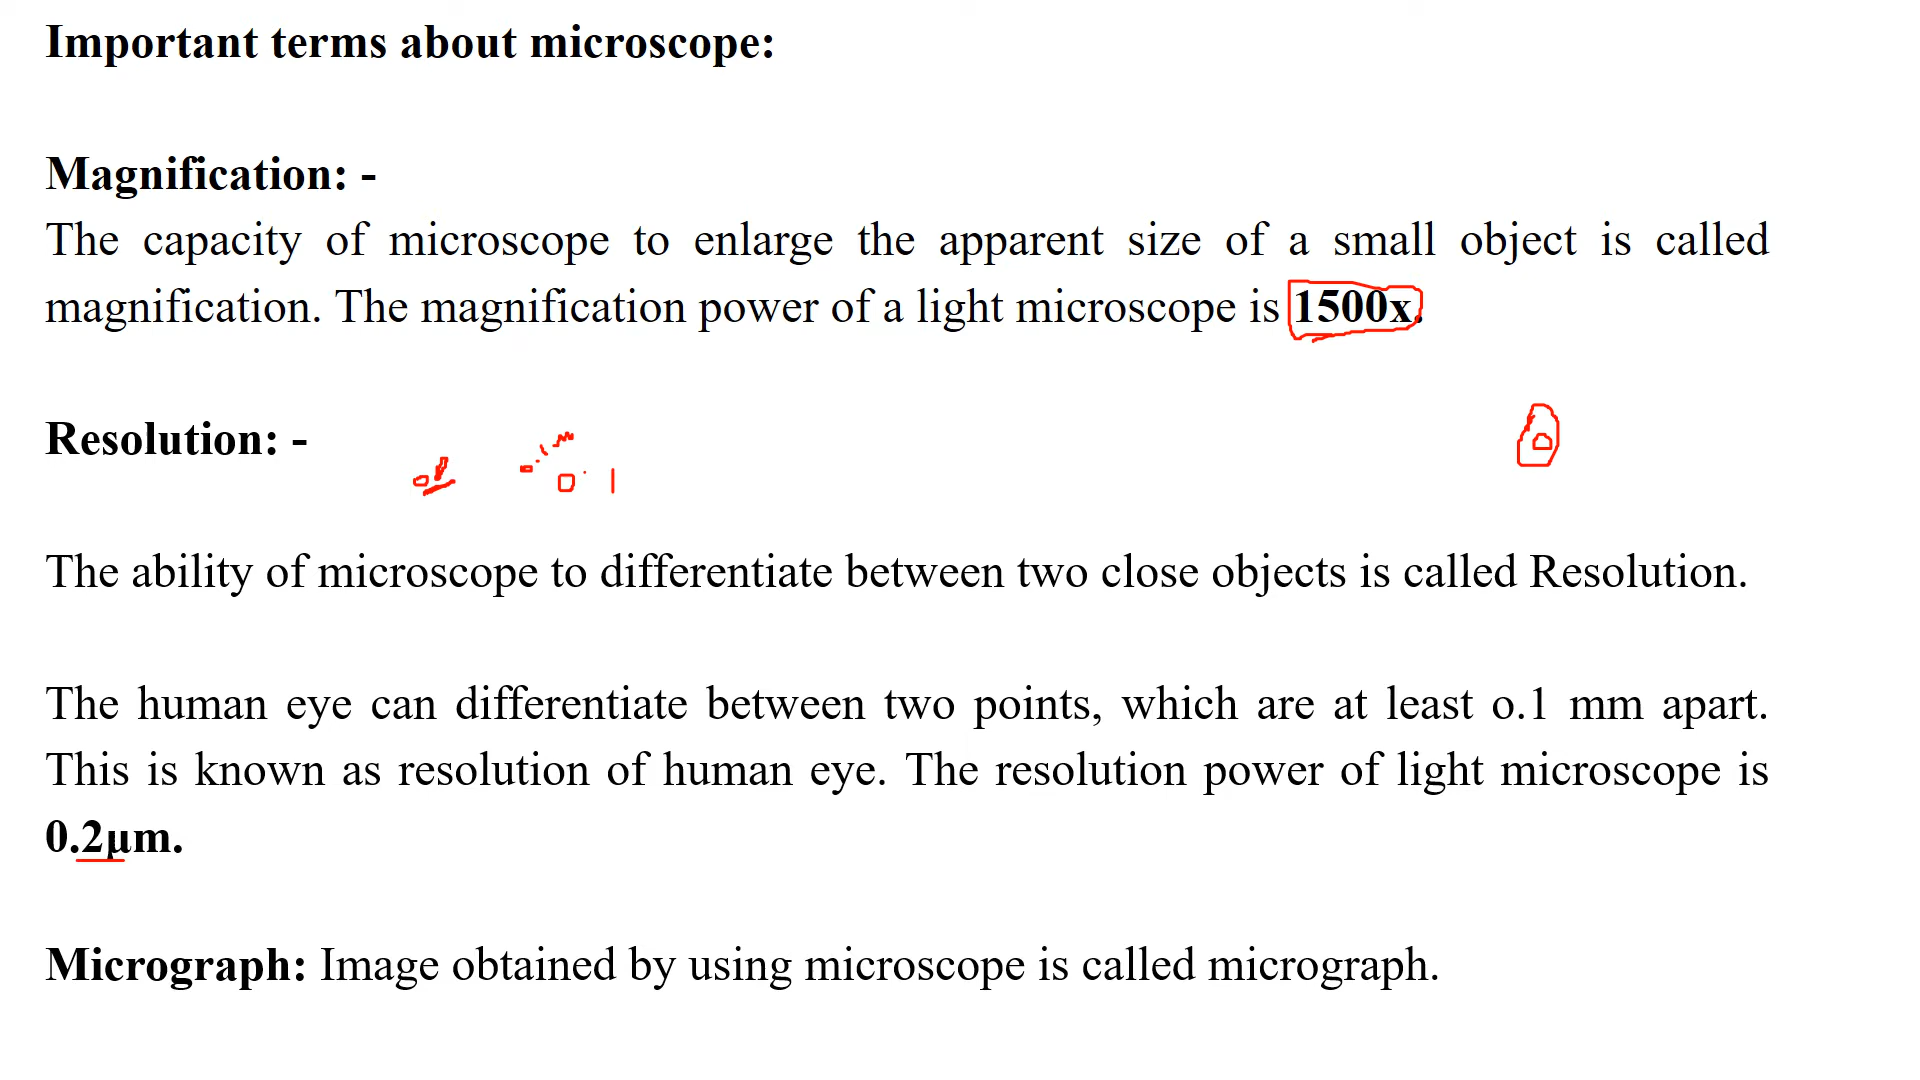 Important terms about microscope:
Magnification: -
The capacity of microscope to enlarge the apparent size of a small object is called
magnification. The magnification power of a light microscope is 1500x.
Resolution: -
0.1
The ability of microscope to differentiate between two close objects is called Resolution.
The human eye can differentiate between two points, which are at least o.1 mm apart.
This is known as resolution of human eye. The resolution power of light microscope is
0.2μm.
Micrograph: Image obtained by using microscope is called micrograph.